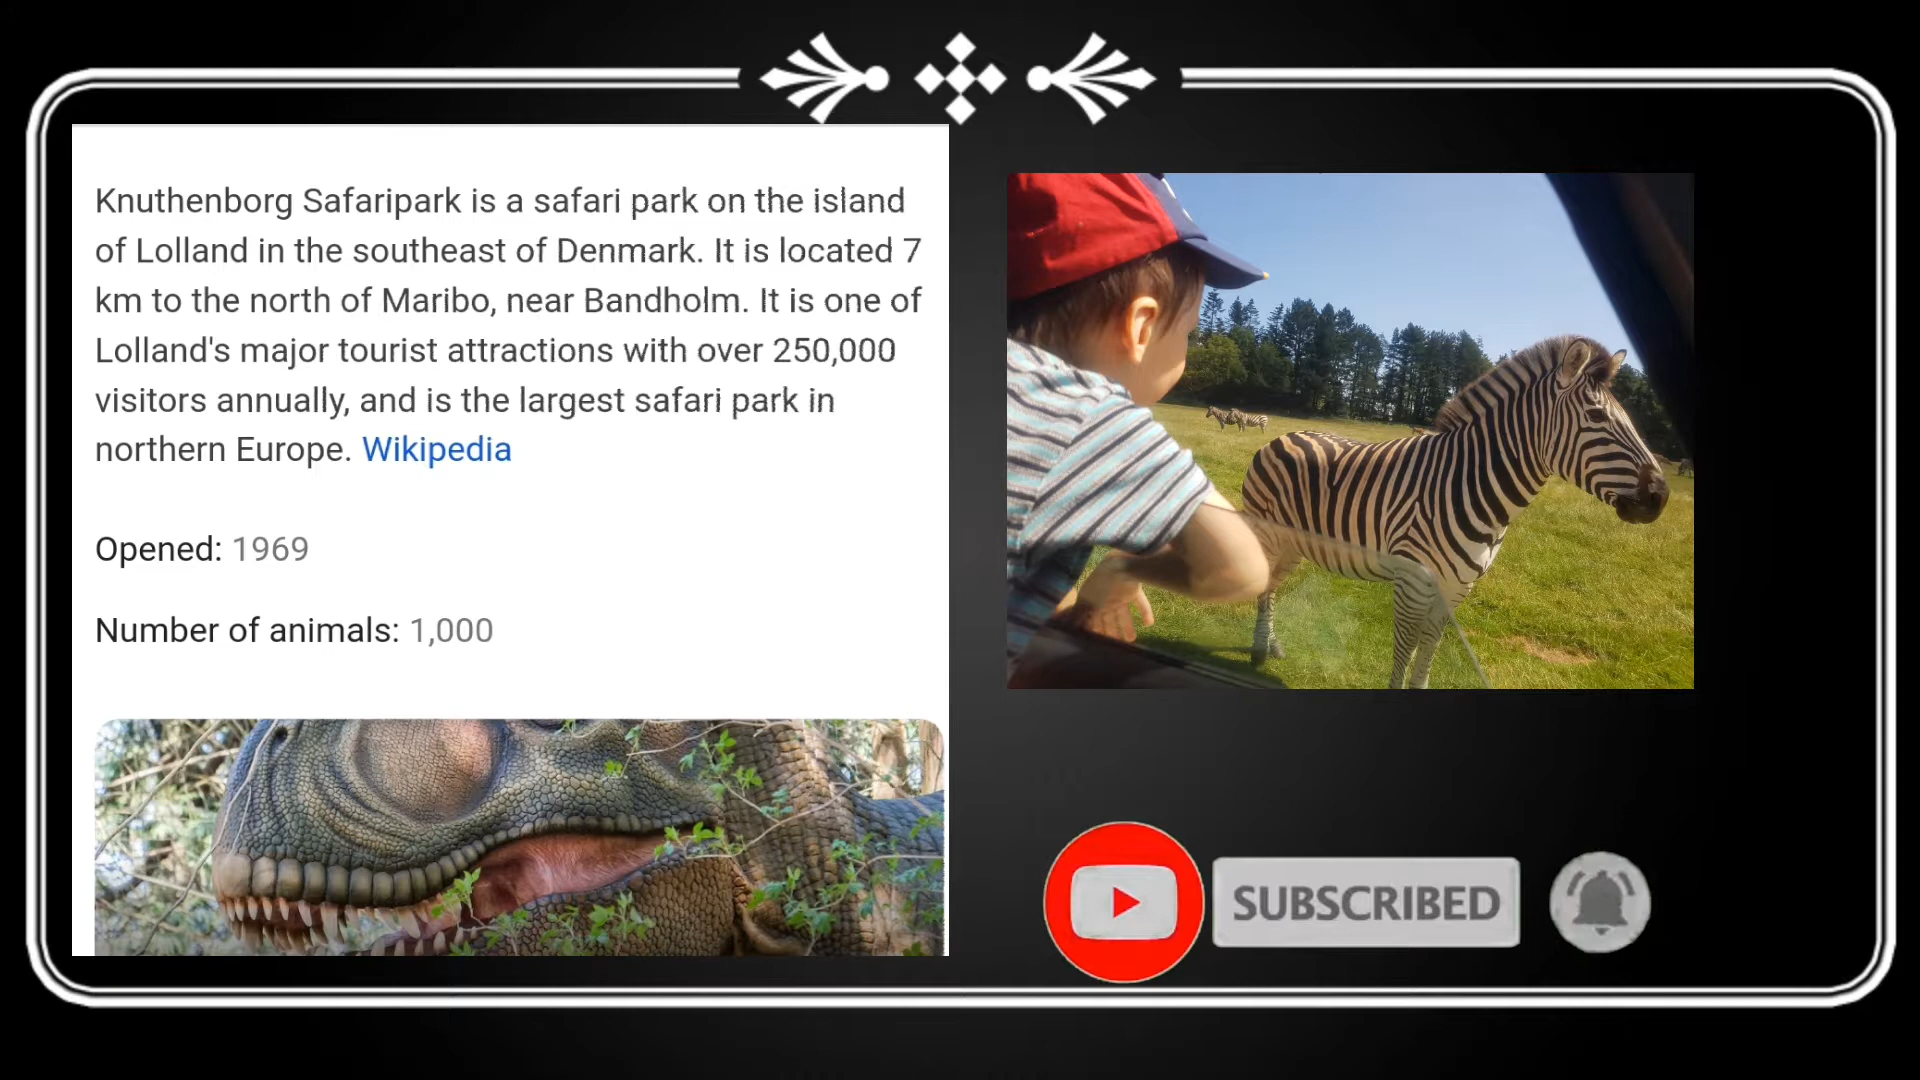 Knuthenborg Safaripark is a safari park on the island
of Lolland in the southeast of Denmark. It is located 7
km to the north of Maribo, near Bandholm. It is one of
Lolland's major tourist attractions with over 250,000
visitors annually, and is the largest safari park in
northern Europe. Wikipedia
Opened: 1969
Number of animals: 1,000
SUBSCRIBED